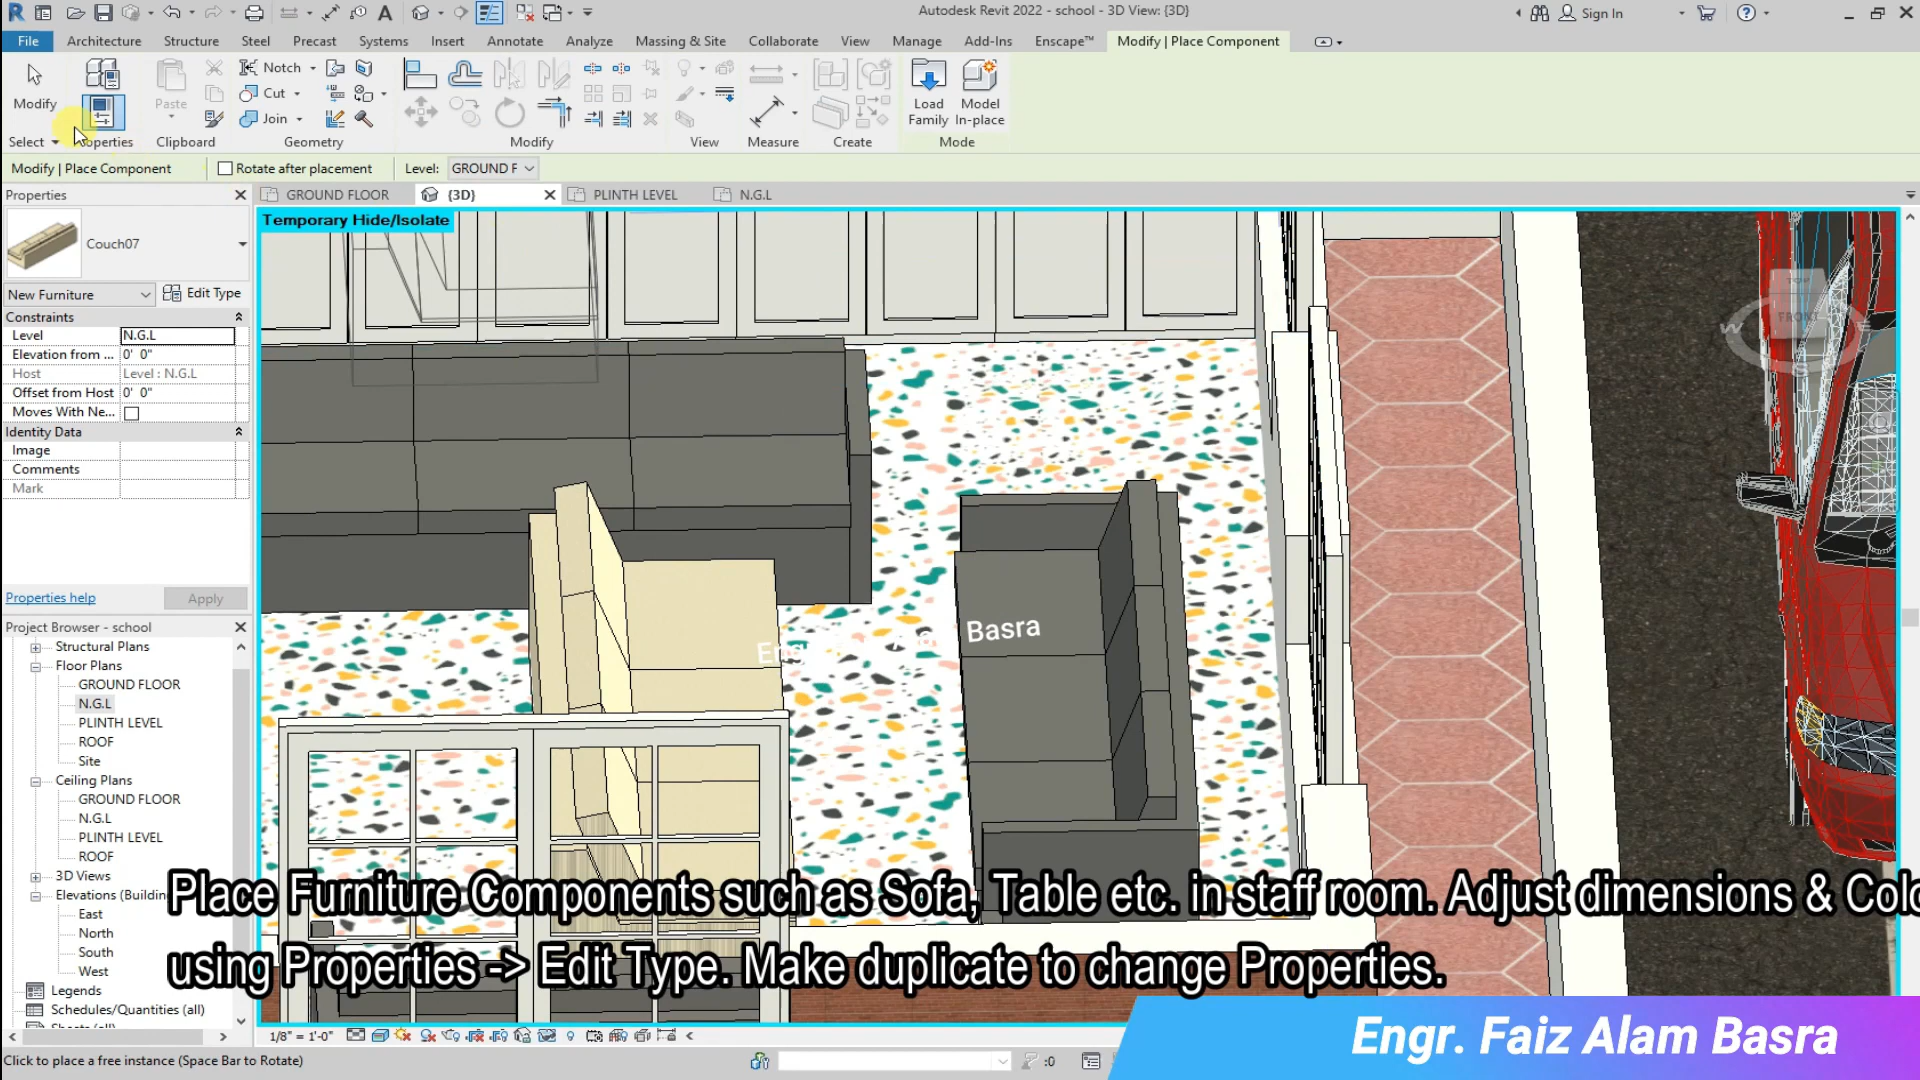 Autodesk Revit 2022 - school - 3D View: {3D}
Sign In
File Architecture Structure Steel Precast Systems Insert Annotate Analyze Massing & Site Collaborate View Manage Add-Ins Enscape™ Modify | Place Component
Modify
Paste
Notch
Cut
Join
Load Family
Model In-place
Select Properties Clipboard Geometry Modify View Measure Create Mode
Modify | Place Component Rotate after placement Level: GROUND F
Properties
GROUND FLOOR {3D} PLINTH LEVEL N.G.L
Temporary Hide/Isolate
Couch07
New Furniture Edit Type
Constraints
Level N.G.L
Elevation from ... 0' 0"
Host Level : N.G.L
Offset from Host 0' 0"
Moves With Ne...
Identity Data
Image
Comments
Mark
Properties help Apply
Project Browser - school
Structural Plans
Floor Plans
GROUND FLOOR
N.G.L
PLINTH LEVEL
ROOF
Site
Ceiling Plans
GROUND FLOOR
N.G.L
PLINTH LEVEL
ROOF
3D Views
Elevations (Building
East
North
South
West
Legends
Schedules/Quantities (all)
TOP
FRONT
W
E
S
Basra
Place Furniture Components such as Sofa, Table etc. in staff room. Adjust dimensions & Colo
using Properties -> Edit Type. Make duplicate to change Properties.
1/8" = 1'-0"
Click to place a free instance (Space Bar to Rotate)
:0
Engr. Faiz Alam Basra